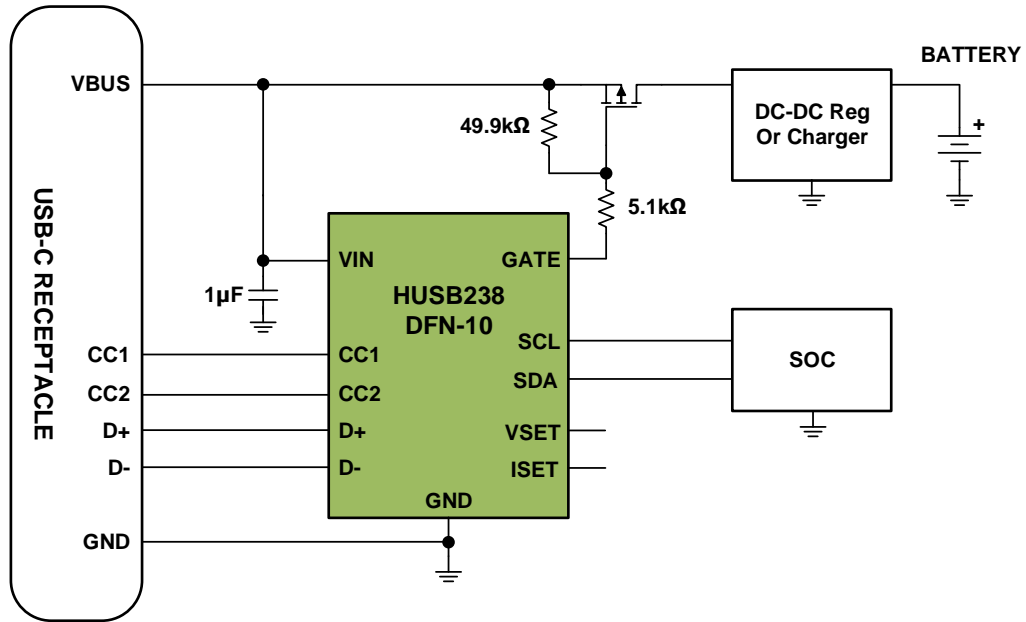 BATTERY
VBUS
DC-DC Reg
Or Charger
+
49.9kΩ
5.1kΩ
USB-C RECEPTACLE
VIN
GATE
1µF
HUSB238
DFN-10
SCL
SOC
CC1
CC1
SDA
CC2
CC2
D+
D+
VSET
D-
D-
ISET
GND
GND